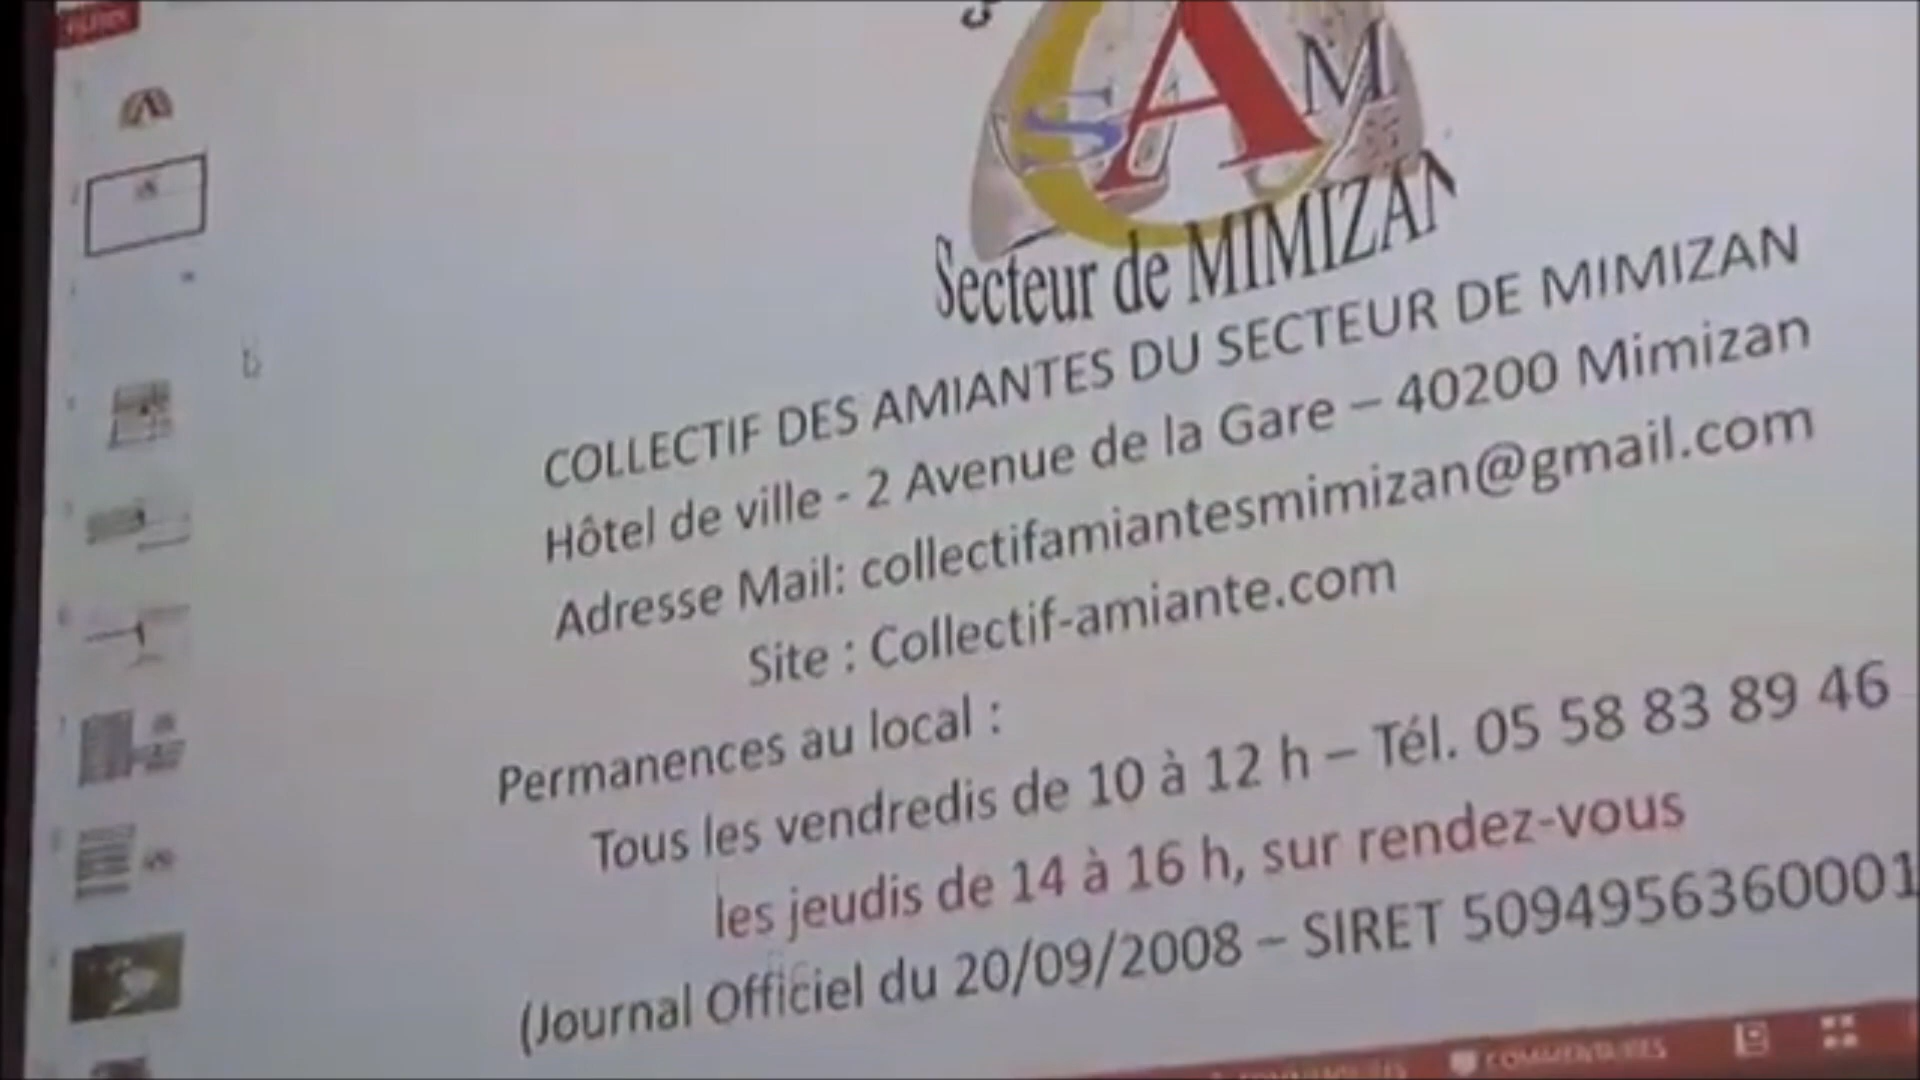 SAM
Secteur de MIMIZAN
COLLECTIF DES AMIANTES DU SECTEUR DE MIMIZAN
Hôtel de ville - 2 Avenue de la Gare – 40200 Mimizan
Adresse Mail: collectifamiantesmimizan@gmail.com
Site : Collectif-amiante.com
Permanences au local :
Tous les vendredis de 10 à 12 h – Tél. 05 58 83 89 46
les jeudis de 14 à 16 h, sur rendez-vous
(Journal Officiel du 20/09/2008 – SIRET 5094956360001
COMMENTAIRES